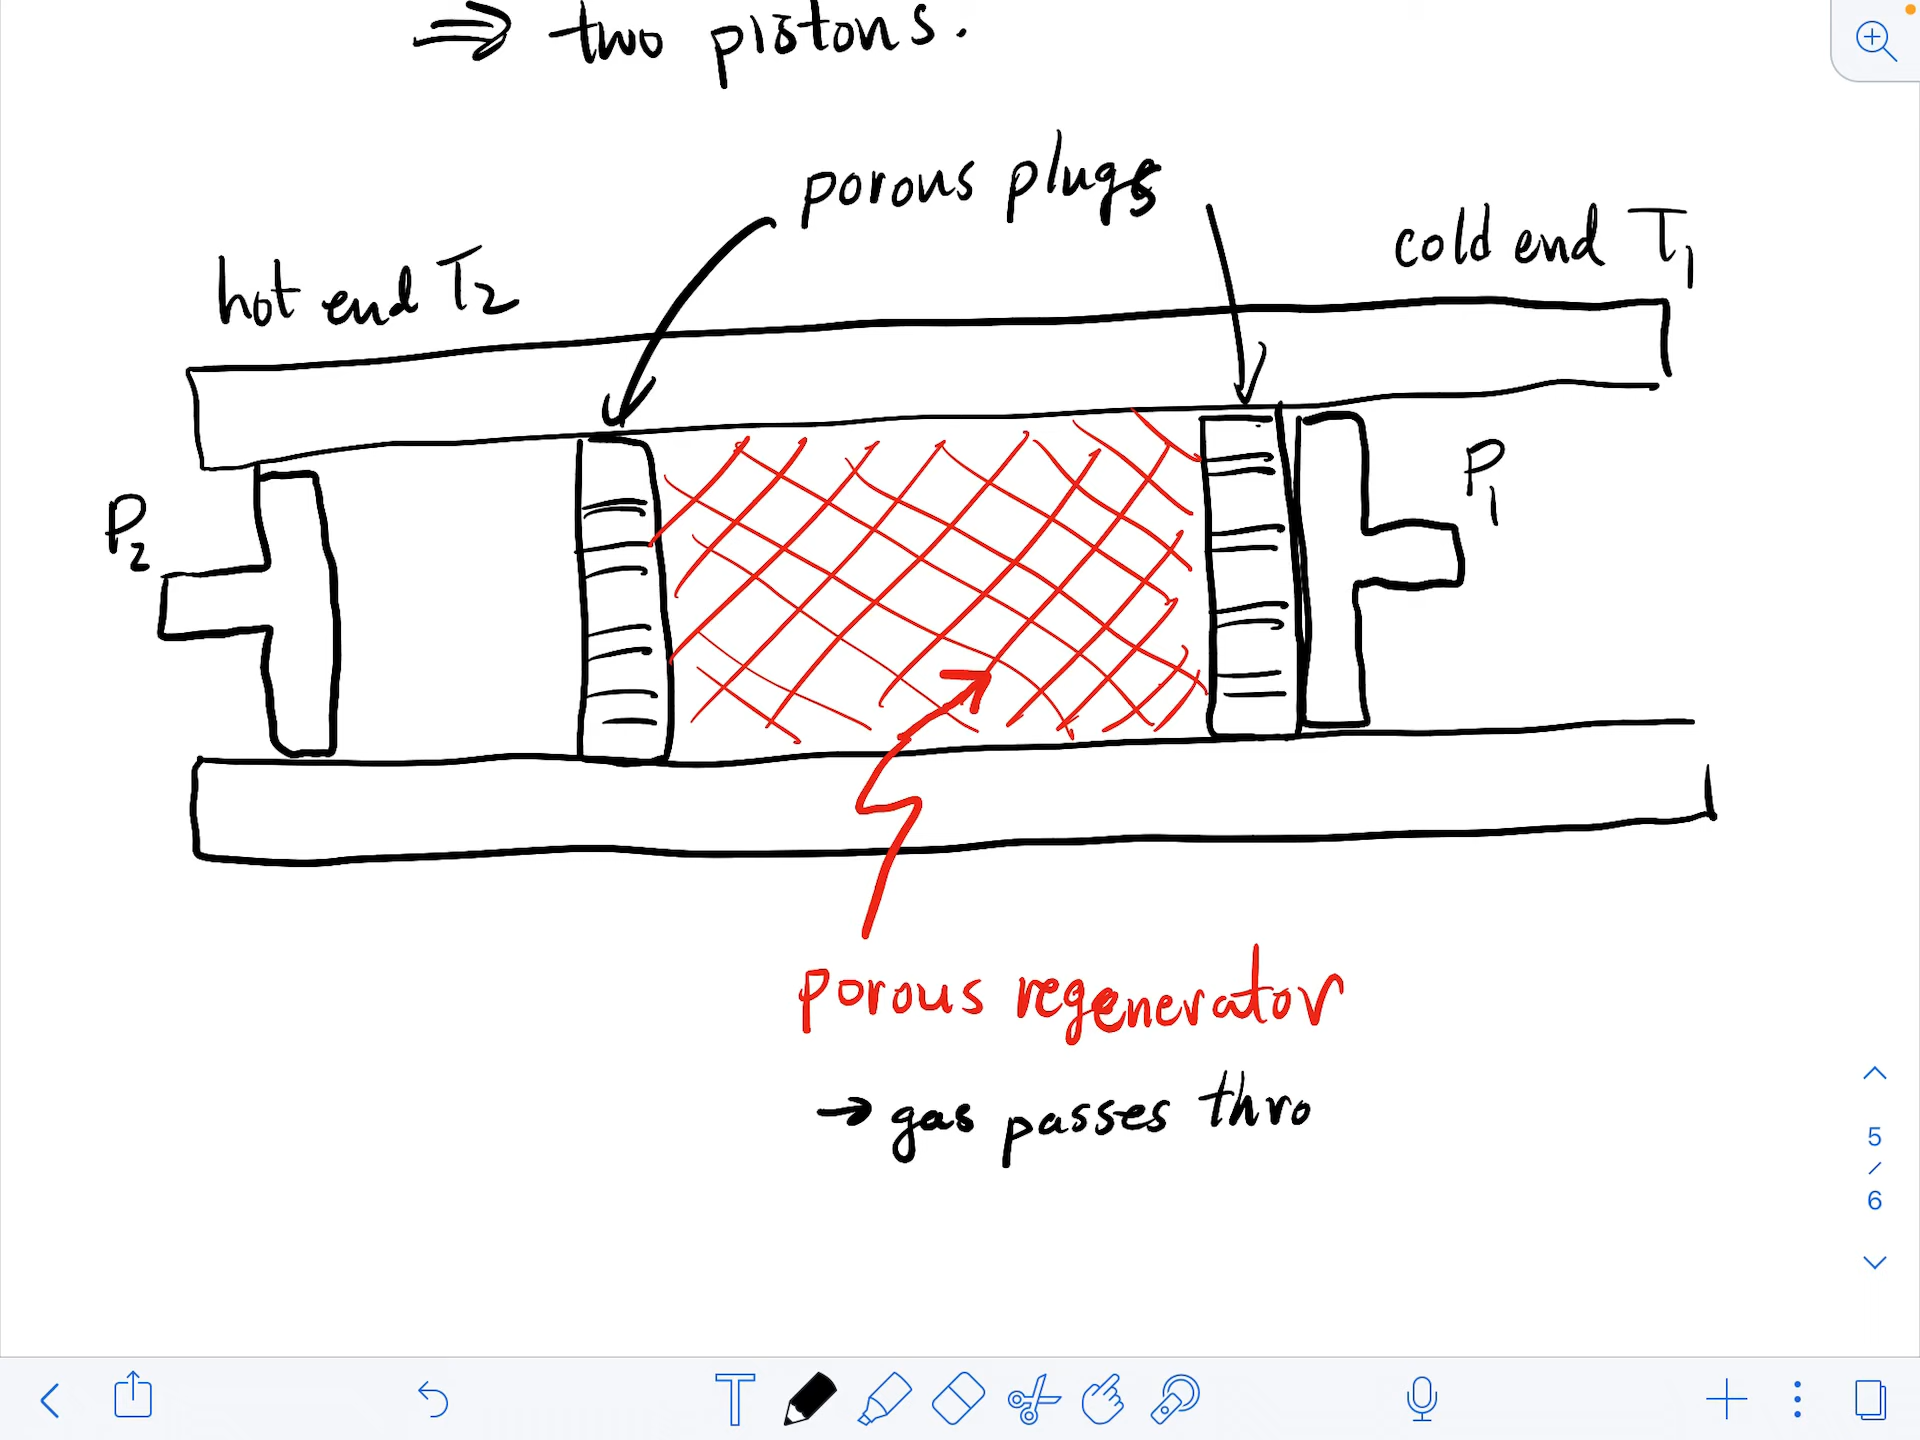 ⇒ two pistons.
porous plugs
cold end T₁
hot end T₂
P₁
P₂
porous regenerator
→ gas passes thro
5
/
6
T